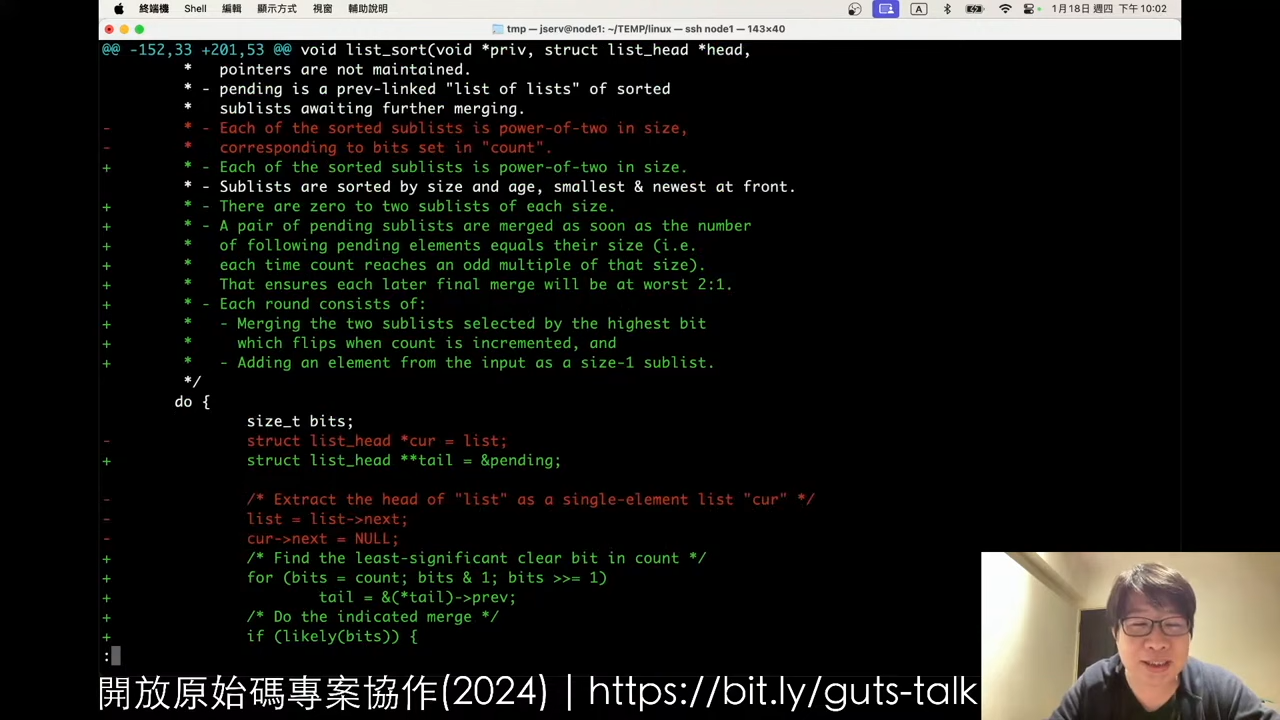 終端機 Shell 編輯 顯示方式 視窗 輔助說明 A 1月18日 週四 下午10:02
tmp — jserv@node1: ~/TEMP/linux — ssh node1 — 143×40
@@ -152,33 +201,53 @@ void list_sort(void *priv, struct list_head *head,
* pointers are not maintained.
* - pending is a prev-linked "list of lists" of sorted
* sublists awaiting further merging.
- * - Each of the sorted sublists is power-of-two in size,
- * corresponding to bits set in "count".
+ * - Each of the sorted sublists is power-of-two in size.
* - Sublists are sorted by size and age, smallest & newest at front.
+ * - There are zero to two sublists of each size.
+ * - A pair of pending sublists are merged as soon as the number
+ * of following pending elements equals their size (i.e.
+ * each time count reaches an odd multiple of that size).
+ * That ensures each later final merge will be at worst 2:1.
+ * - Each round consists of:
+ * - Merging the two sublists selected by the highest bit
+ * which flips when count is incremented, and
+ * - Adding an element from the input as a size-1 sublist.
*/
do {
size_t bits;
- struct list_head *cur = list;
+ struct list_head **tail = &pending;
- /* Extract the head of "list" as a single-element list "cur" */
- list = list->next;
- cur->next = NULL;
+ /* Find the least-significant clear bit in count */
+ for (bits = count; bits & 1; bits >>= 1)
+ tail = &(*tail)->prev;
+ /* Do the indicated merge */
+ if (likely(bits)) {
:
開放原始碼專案協作(2024) | https://bit.ly/guts-talk